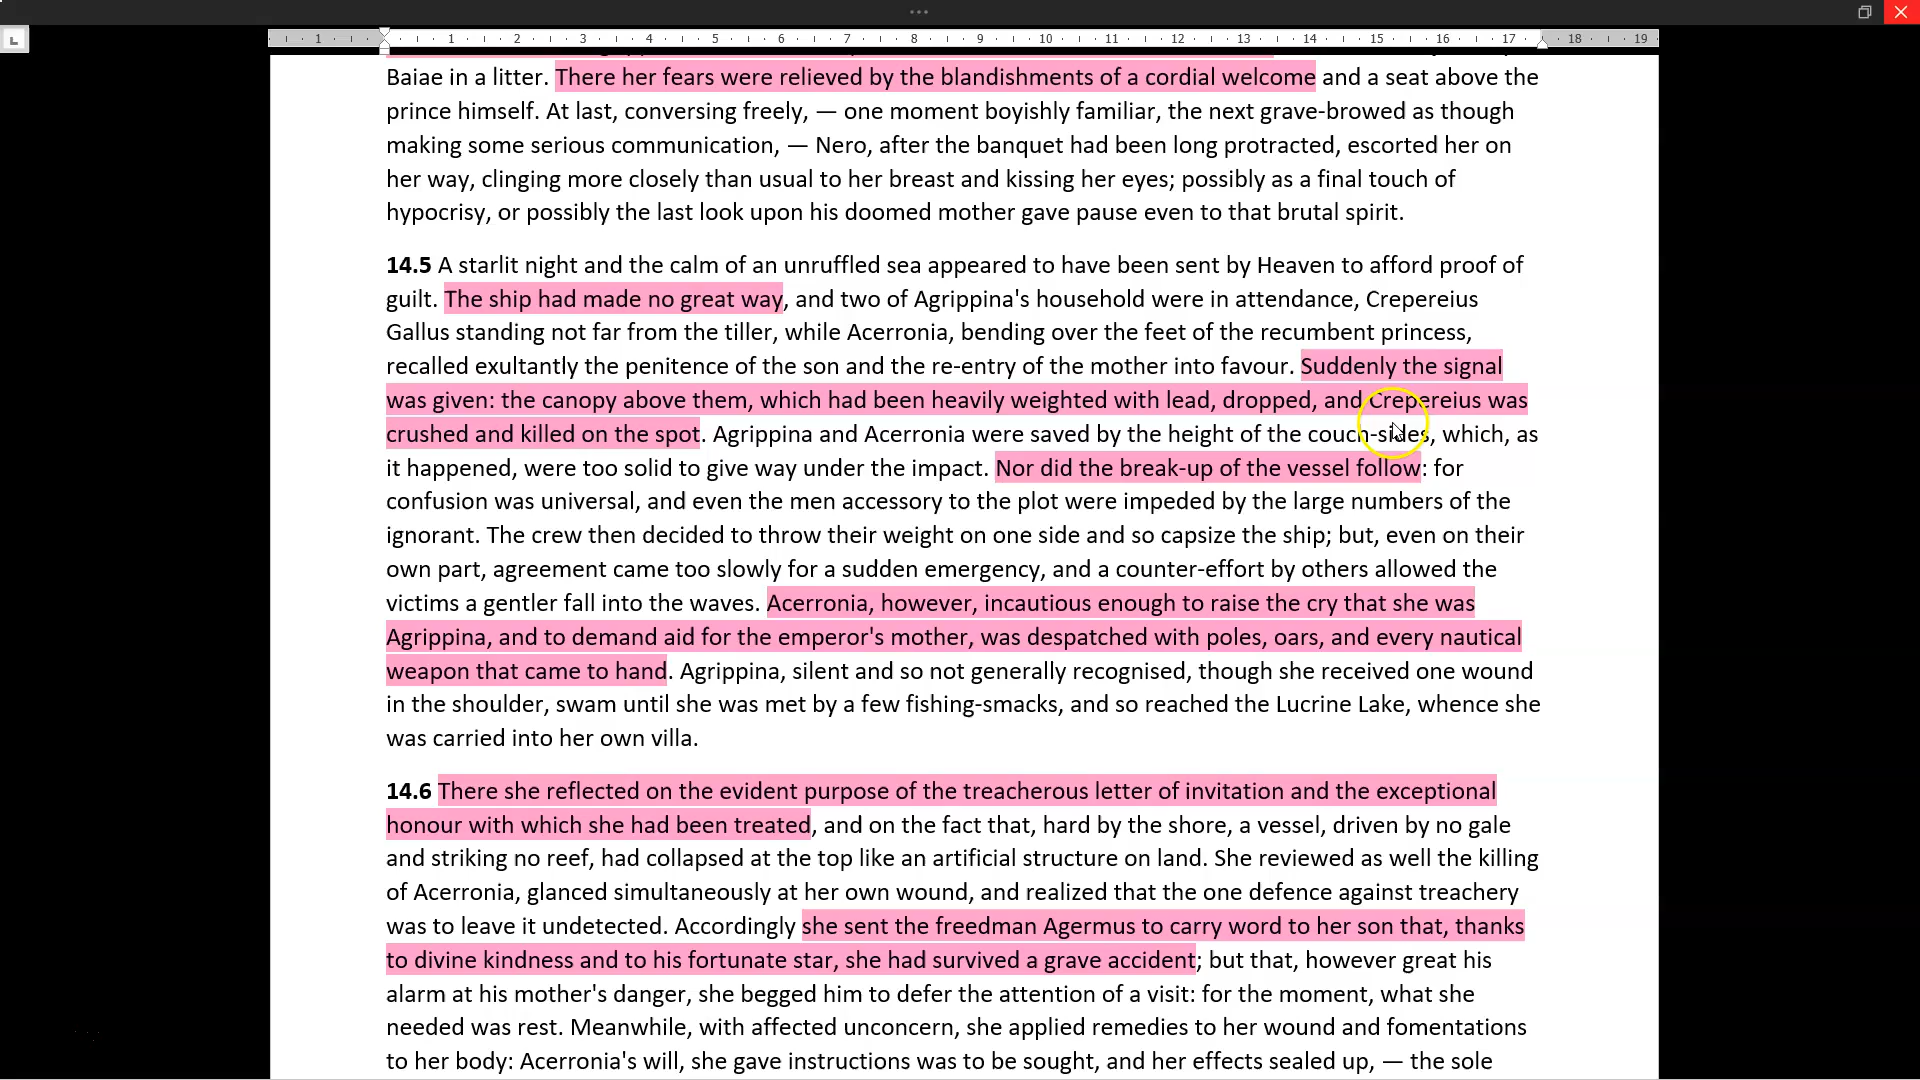 1 1 2 3 4 5 6 7 8 9 10 11 12 13 14 15 16 17 18 19
Baiae in a litter. There her fears were relieved by the blandishments of a cordial welcome and a seat above the
prince himself. At last, conversing freely, — one moment boyishly familiar, the next grave-browed as though
making some serious communication, — Nero, after the banquet had been long protracted, escorted her on
her way, clinging more closely than usual to her breast and kissing her eyes; possibly as a final touch of
hypocrisy, or possibly the last look upon his doomed mother gave pause even to that brutal spirit.
14.5 A starlit night and the calm of an unruffled sea appeared to have been sent by Heaven to afford proof of
guilt. The ship had made no great way, and two of Agrippina's household were in attendance, Crepereius
Gallus standing not far from the tiller, while Acerronia, bending over the feet of the recumbent princess,
recalled exultantly the penitence of the son and the re-entry of the mother into favour. Suddenly the signal
was given: the canopy above them, which had been heavily weighted with lead, dropped, and Crepereius was
crushed and killed on the spot. Agrippina and Acerronia were saved by the height of the couch-sides, which, as
it happened, were too solid to give way under the impact. Nor did the break-up of the vessel follow: for
confusion was universal, and even the men accessory to the plot were impeded by the large numbers of the
ignorant. The crew then decided to throw their weight on one side and so capsize the ship; but, even on their
own part, agreement came too slowly for a sudden emergency, and a counter-effort by others allowed the
victims a gentler fall into the waves. Acerronia, however, incautious enough to raise the cry that she was
Agrippina, and to demand aid for the emperor's mother, was despatched with poles, oars, and every nautical
weapon that came to hand. Agrippina, silent and so not generally recognised, though she received one wound
in the shoulder, swam until she was met by a few fishing-smacks, and so reached the Lucrine Lake, whence she
was carried into her own villa.
14.6 There she reflected on the evident purpose of the treacherous letter of invitation and the exceptional
honour with which she had been treated, and on the fact that, hard by the shore, a vessel, driven by no gale
and striking no reef, had collapsed at the top like an artificial structure on land. She reviewed as well the killing
of Acerronia, glanced simultaneously at her own wound, and realized that the one defence against treachery
was to leave it undetected. Accordingly she sent the freedman Agermus to carry word to her son that, thanks
to divine kindness and to his fortunate star, she had survived a grave accident; but that, however great his
alarm at his mother's danger, she begged him to defer the attention of a visit: for the moment, what she
needed was rest. Meanwhile, with affected unconcern, she applied remedies to her wound and fomentations
to her body: Acerronia's will, she gave instructions was to be sought, and her effects sealed up, — the sole